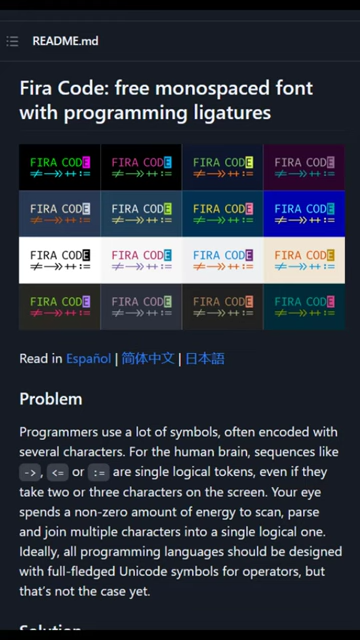 README.md
Fira Code: free monospaced font
with programming ligatures
FIRA CODE FIRA CODE FIRA CODE FIRA CODE
≠→» ++ := ≠→» ++ := ≠→» ++ := ≠→» ++ :=
FIRA CODE FIRA CODE FIRA CODE FIRA CODE
≠→» ++ := ≠→» ++ := ≠→» ++ := ≠→» ++ :=
FIRA CODE FIRA CODE FIRA CODE FIRA CODE
≠→» ++ := ≠→» ++ := ≠→» ++ := ≠→» ++ :=
FIRA CODE FIRA CODE FIRA CODE FIRA CODE
≠→» ++ := ≠→» ++ := ≠→» ++ := ≠→» ++ :=
Read in Español | 简体中文 | 日本語
Problem
Programmers use a lot of symbols, often encoded with
several characters. For the human brain, sequences like
->, <= or := are single logical tokens, even if they
take two or three characters on the screen. Your eye
spends a non-zero amount of energy to scan, parse
and join multiple characters into a single logical one.
Ideally, all programming languages should be designed
with full-fledged Unicode symbols for operators, but
that's not the case yet.
Solution